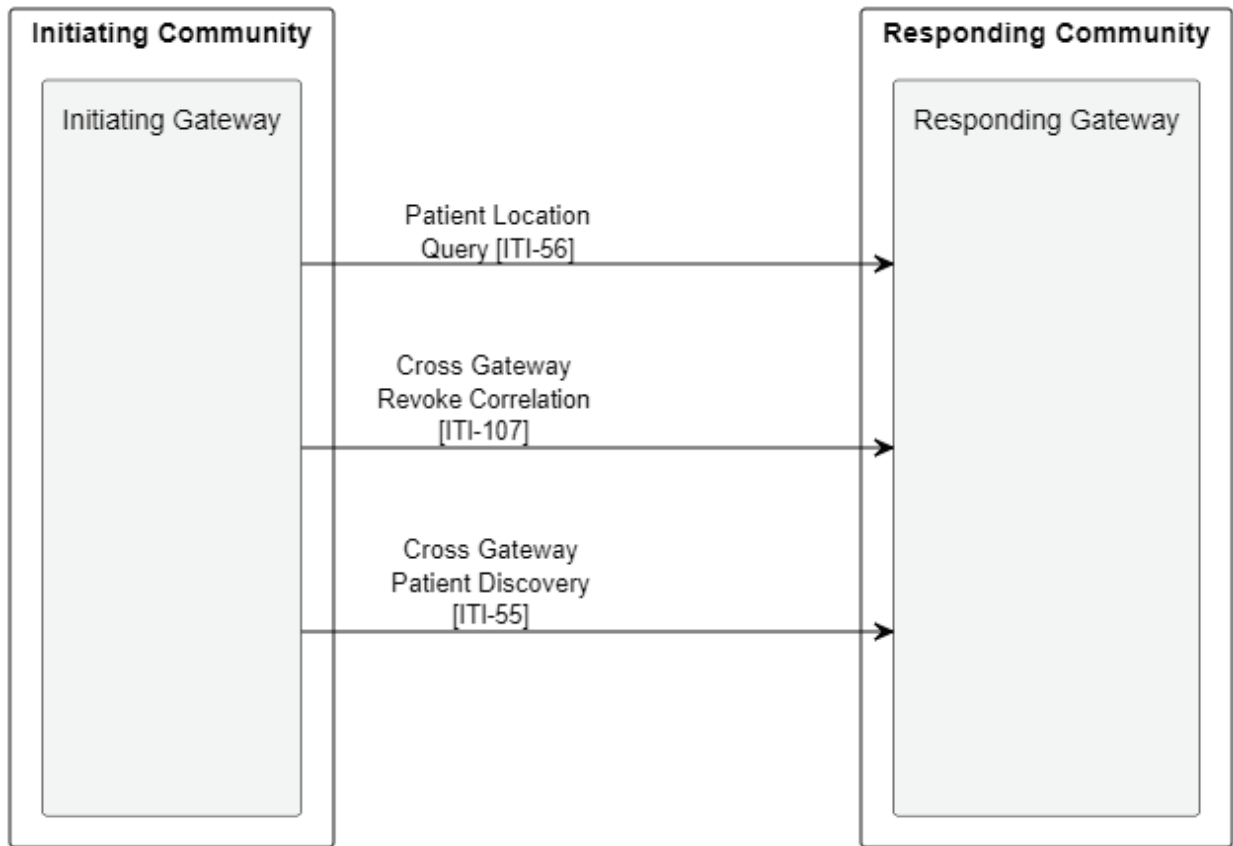 Initiating Community
Responding Community
Initiating Gateway
Responding Gateway
Patient Location
Query [ITI-56]
Cross Gateway
Revoke Correlation
[ITI-107]
Cross Gateway
Patient Discovery
[ITI-55]